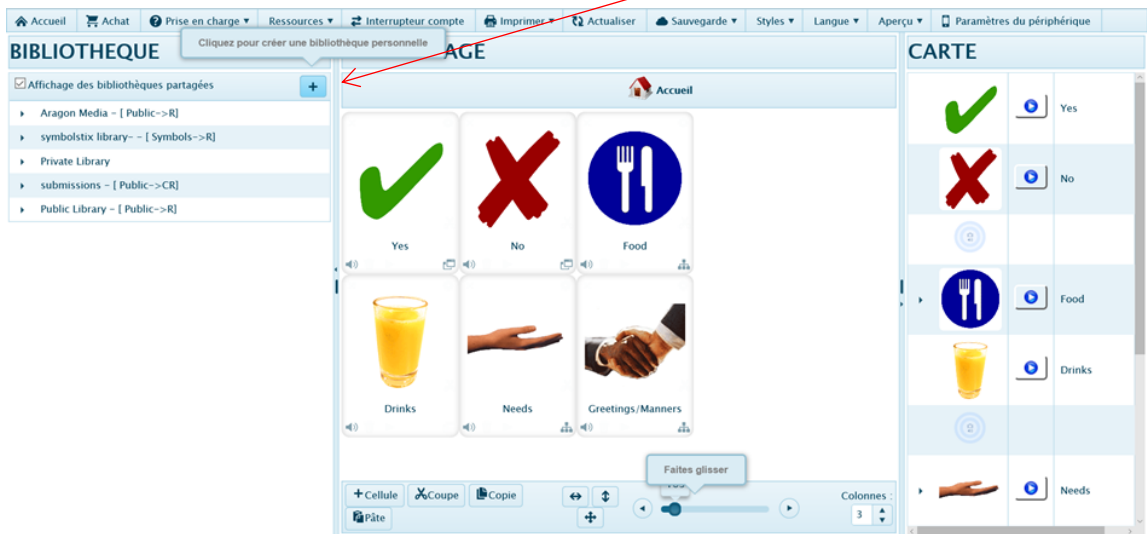 Accueil Achat Prise en charge Ressources Interrupteur compte Imprimer Actualiser Sauvegarde Styles Langue Aperçu Paramètres du périphérique
Cliquez pour créer une bibliothèque personnelle
BIBLIOTHEQUE
AGE
CARTE
Affichage des bibliothèques partagées
+
Aragon Media - [ Public->R]
symbolstix library- - [ Symbols->R]
Private Library
submissions - [ Public->CR]
Public Library - [ Public->R]
Accueil
Yes
No
Food
Drinks
Needs
Greetings/Manners
Faites glisser
+Cellule
Coupe
Copie
Pâte
Colonnes :
3
Yes
No
Food
Drinks
Needs